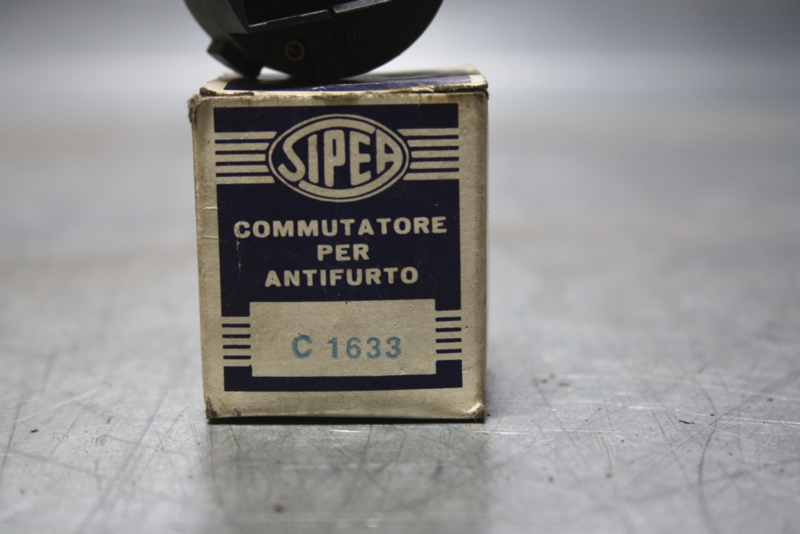 SIPEA
COMMUTATORE
PER
ANTIFURTO
C 1633